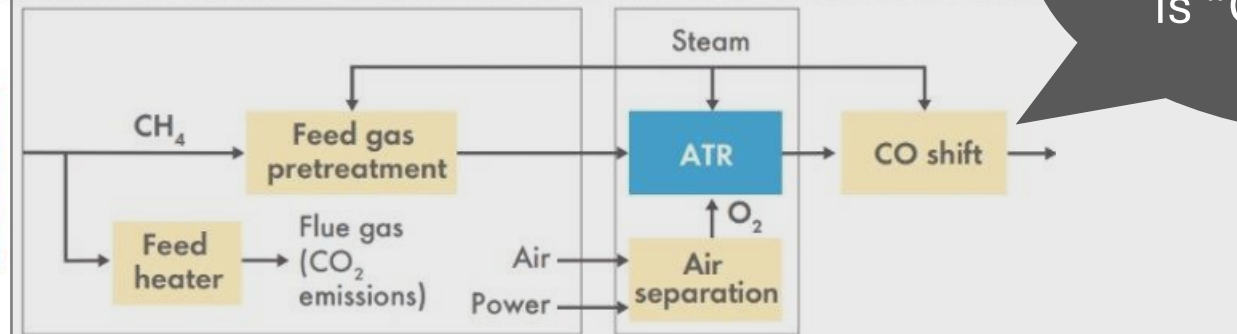 Steam
CH₄
Feed gas
pretreatment
ATR
CO shift
O₂
Feed
heater
Flue gas
(CO₂
emissions)
Air
Power
Air
separation
is